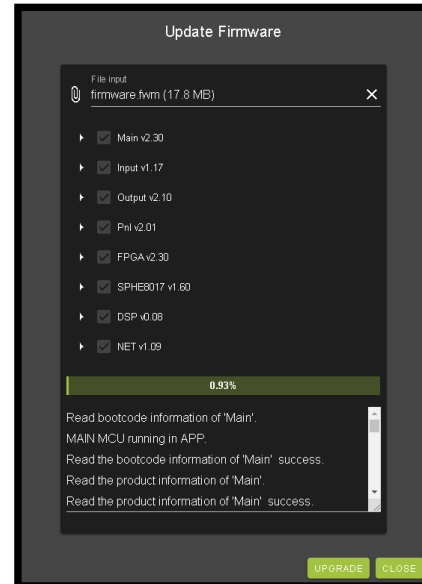 Update Firmware
File input
firmware.fwm (17.8 MB)
Main v2.30
Input v1.17
Output v2.10
Pnl v2.01
FPGA v2.30
SPHE8017 v1.60
DSP v0.08
NET v1.09
0.93%
Read bootcode information of 'Main'.
MAIN MCU running in APP.
Read the bootcode information of 'Main' success.
Read the product information of 'Main'.
Read the product information of 'Main' success.
UPGRADE CLOSE